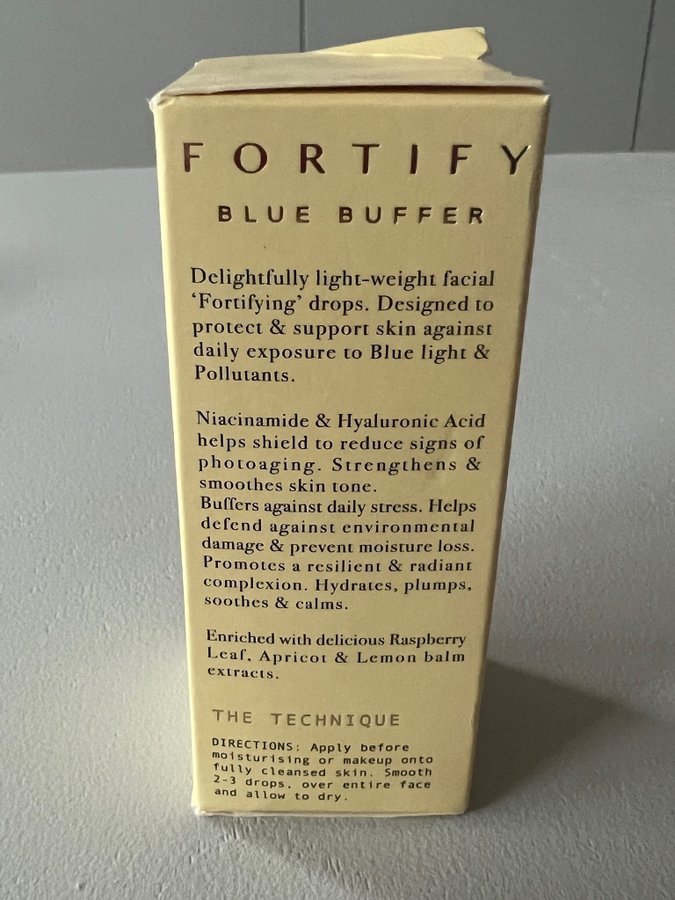 FORTIFY
BLUE BUFFER
Delightfully light-weight facial
‘Fortifying’ drops. Designed to
protect & support skin against
daily exposure to Blue light &
Pollutants.
Niacinamide & Hyaluronic Acid
helps shield to reduce signs of
photoaging. Strengthens &
smoothes skin tone.
Buffers against daily stress. Helps
defend against environmental
damage & prevent moisture loss.
Promotes a resilient & radiant
complexion. Hydrates, plumps,
soothes & calms.
Enriched with delicious Raspberry
Leaf, Apricot & Lemon balm
extracts.
THE TECHNIQUE
DIRECTIONS: Apply before
moisturising or makeup onto
fully cleansed skin. Smooth
2-3 drops, over entire face
and allow to dry.